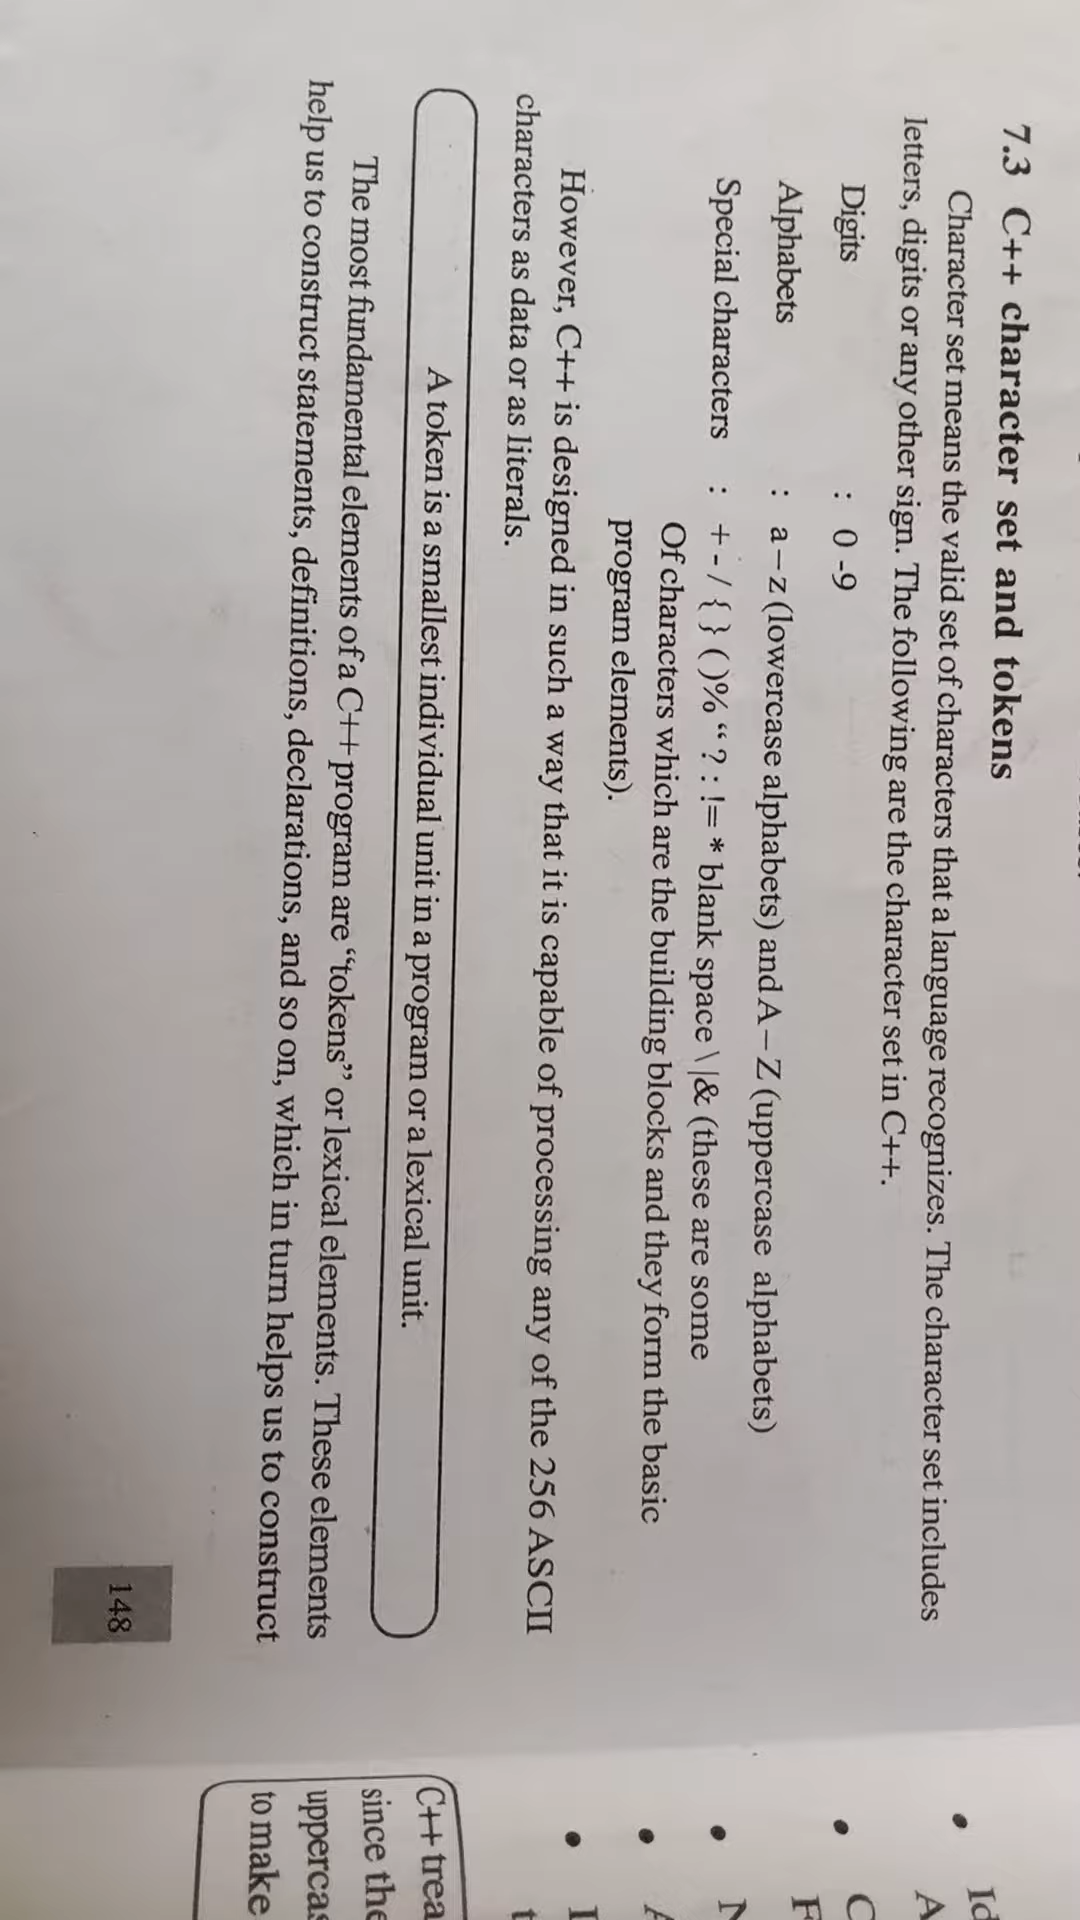 7.3 C++ character set and tokens
Character set means the valid set of characters that a language recognizes. The character set includes
letters, digits or any other sign. The following are the character set in C++.
Digits : 0 -9
Alphabets : a – z (lowercase alphabets) and A – Z (uppercase alphabets)
Special characters : + - / { } ( )% “ ? : != * blank space \ |& (these are some
Of characters which are the building blocks and they form the basic
program elements).
However, C++ is designed in such a way that it is capable of processing any of the 256 ASCII
characters as data or as literals.
A token is a smallest individual unit in a program or a lexical unit.
The most fundamental elements of a C++ program are “tokens” or lexical elements. These elements
help us to construct statements, definitions, declarations, and so on, which in turn helps us to construct
148
C++ trea
since the
uppercas
to make